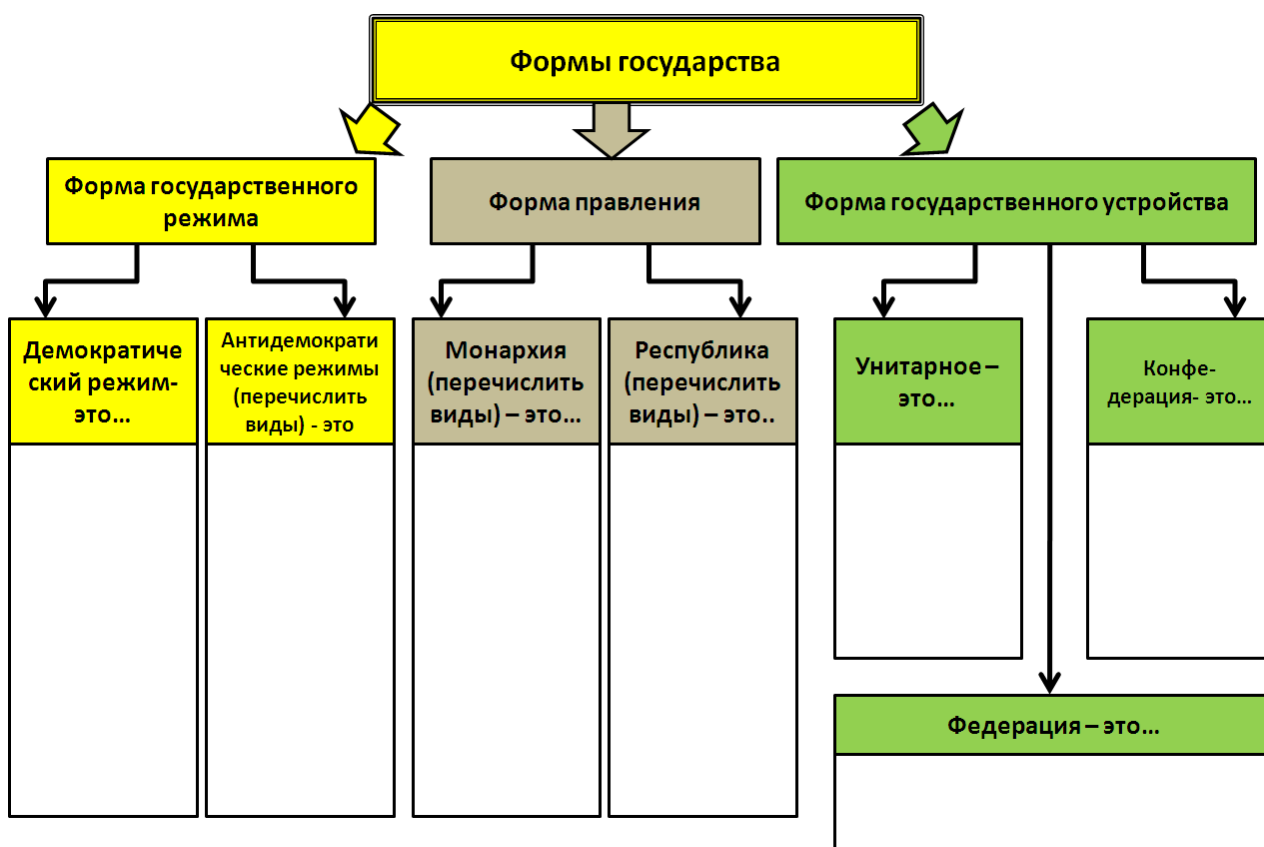 Формы государства
Форма государственного
режима
Форма правления
Форма государственного устройства
Демократиче
ский режим-
это...
Антидемократи
ческие режимы
(перечислить
виды) - это
Монархия
(перечислить
виды) – это...
Республика
(перечислить
виды) – это..
Унитарное –
это...
Конфе-
дерация- это...
Федерация – это...